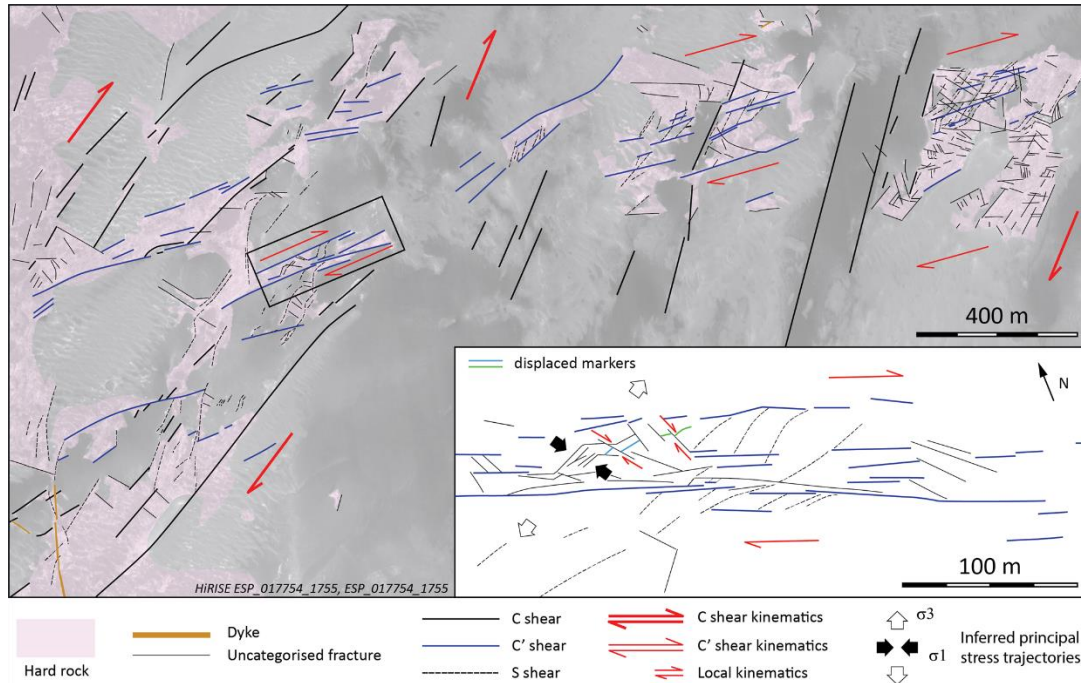 400 m
displaced markers
N
100 m
HiRISE ESP_017754_1755, ESP_017754_1755
Hard rock
Dyke
Uncategorised fracture
C shear
C' shear
S shear
C shear kinematics
C' shear kinematics
Local kinematics
σ3
σ1
Inferred principal
stress trajectories